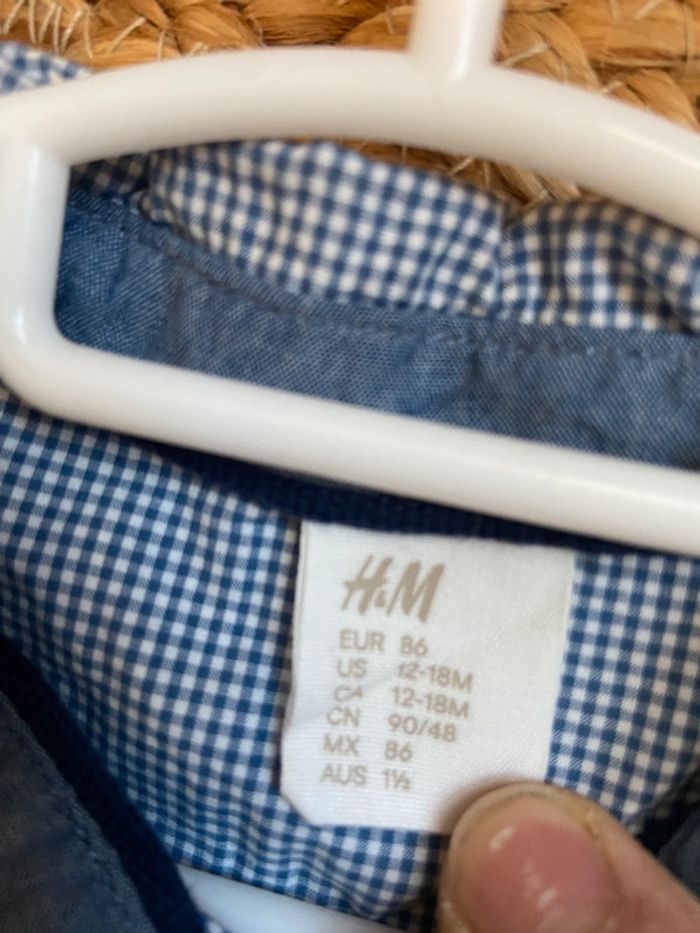 H&M
EUR 86
US 12-18M
CA 12-18M
CN 90/48
MX 86
AUS 1½